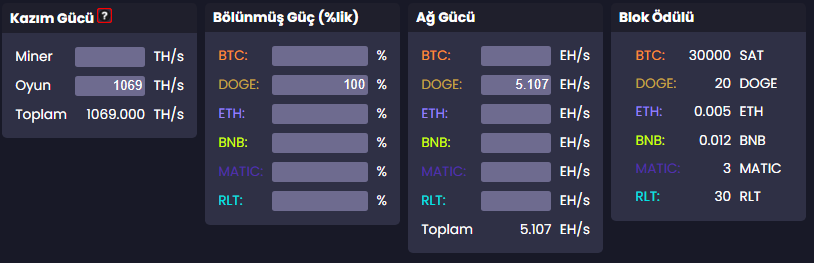 Kazım Gücü ?
Miner TH/s
Oyun 1069 TH/s
Toplam 1069.000 TH/s
Bölünmüş Güç (%lik)
BTC: %
DOGE: 100 %
ETH: %
BNB: %
MATIC: %
RLT: %
Ağ Gücü
BTC: EH/s
DOGE: 5.107 EH/s
ETH: EH/s
BNB: EH/s
MATIC: EH/s
RLT: EH/s
Toplam 5.107 EH/s
Blok Ödülü
BTC: 30000 SAT
DOGE: 20 DOGE
ETH: 0.005 ETH
BNB: 0.012 BNB
MATIC: 3 MATIC
RLT: 30 RLT